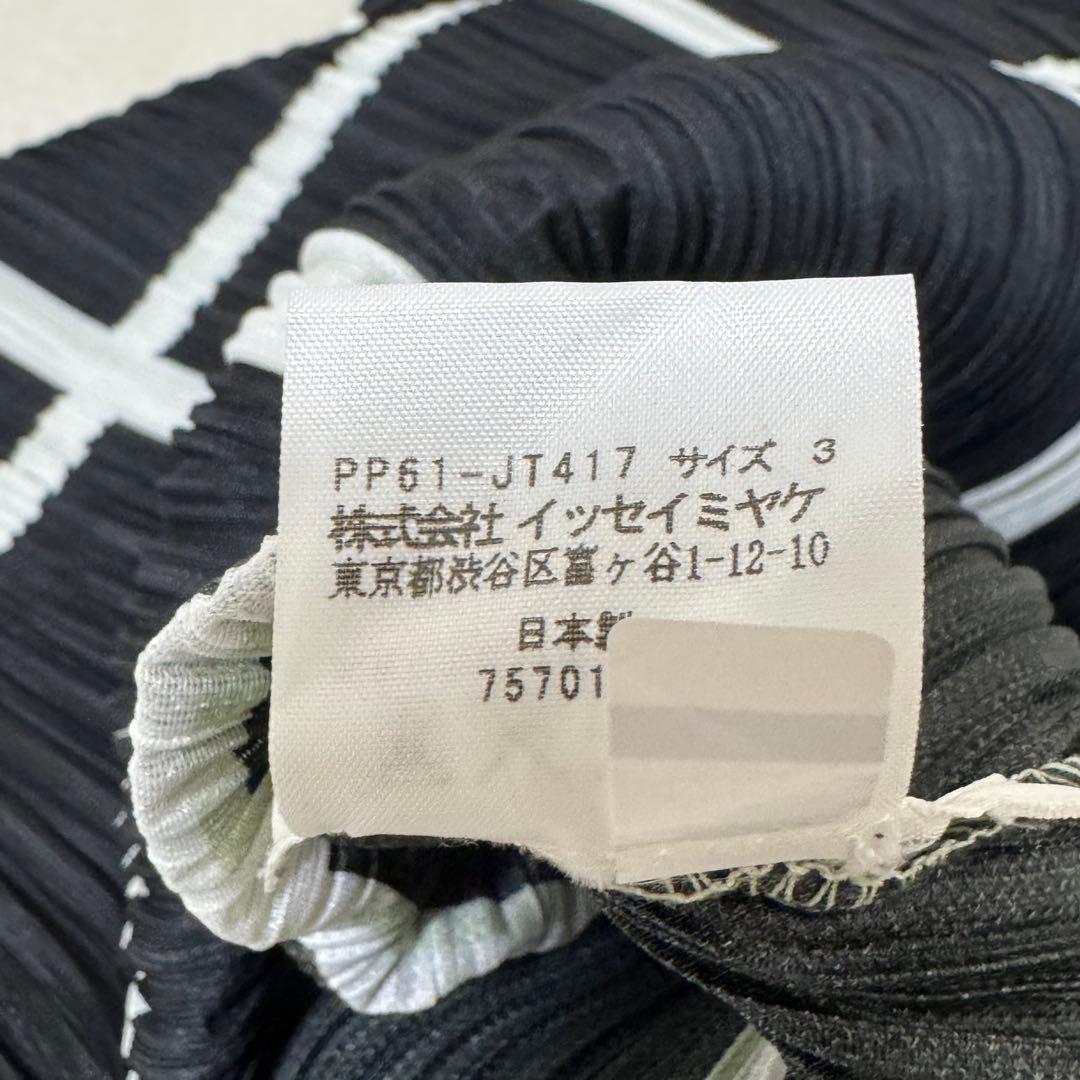 PP61-JT417 サイズ 3
株式会社イッセイミヤケ
東京都渋谷区富ヶ谷1-12-10
日本製
75701